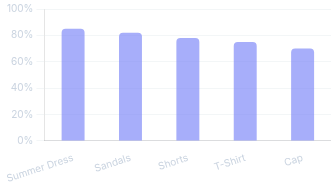 100%
80%
60%
40%
20%
0%
Summer Dress
Sandals
Shorts
T-Shirt
Cap